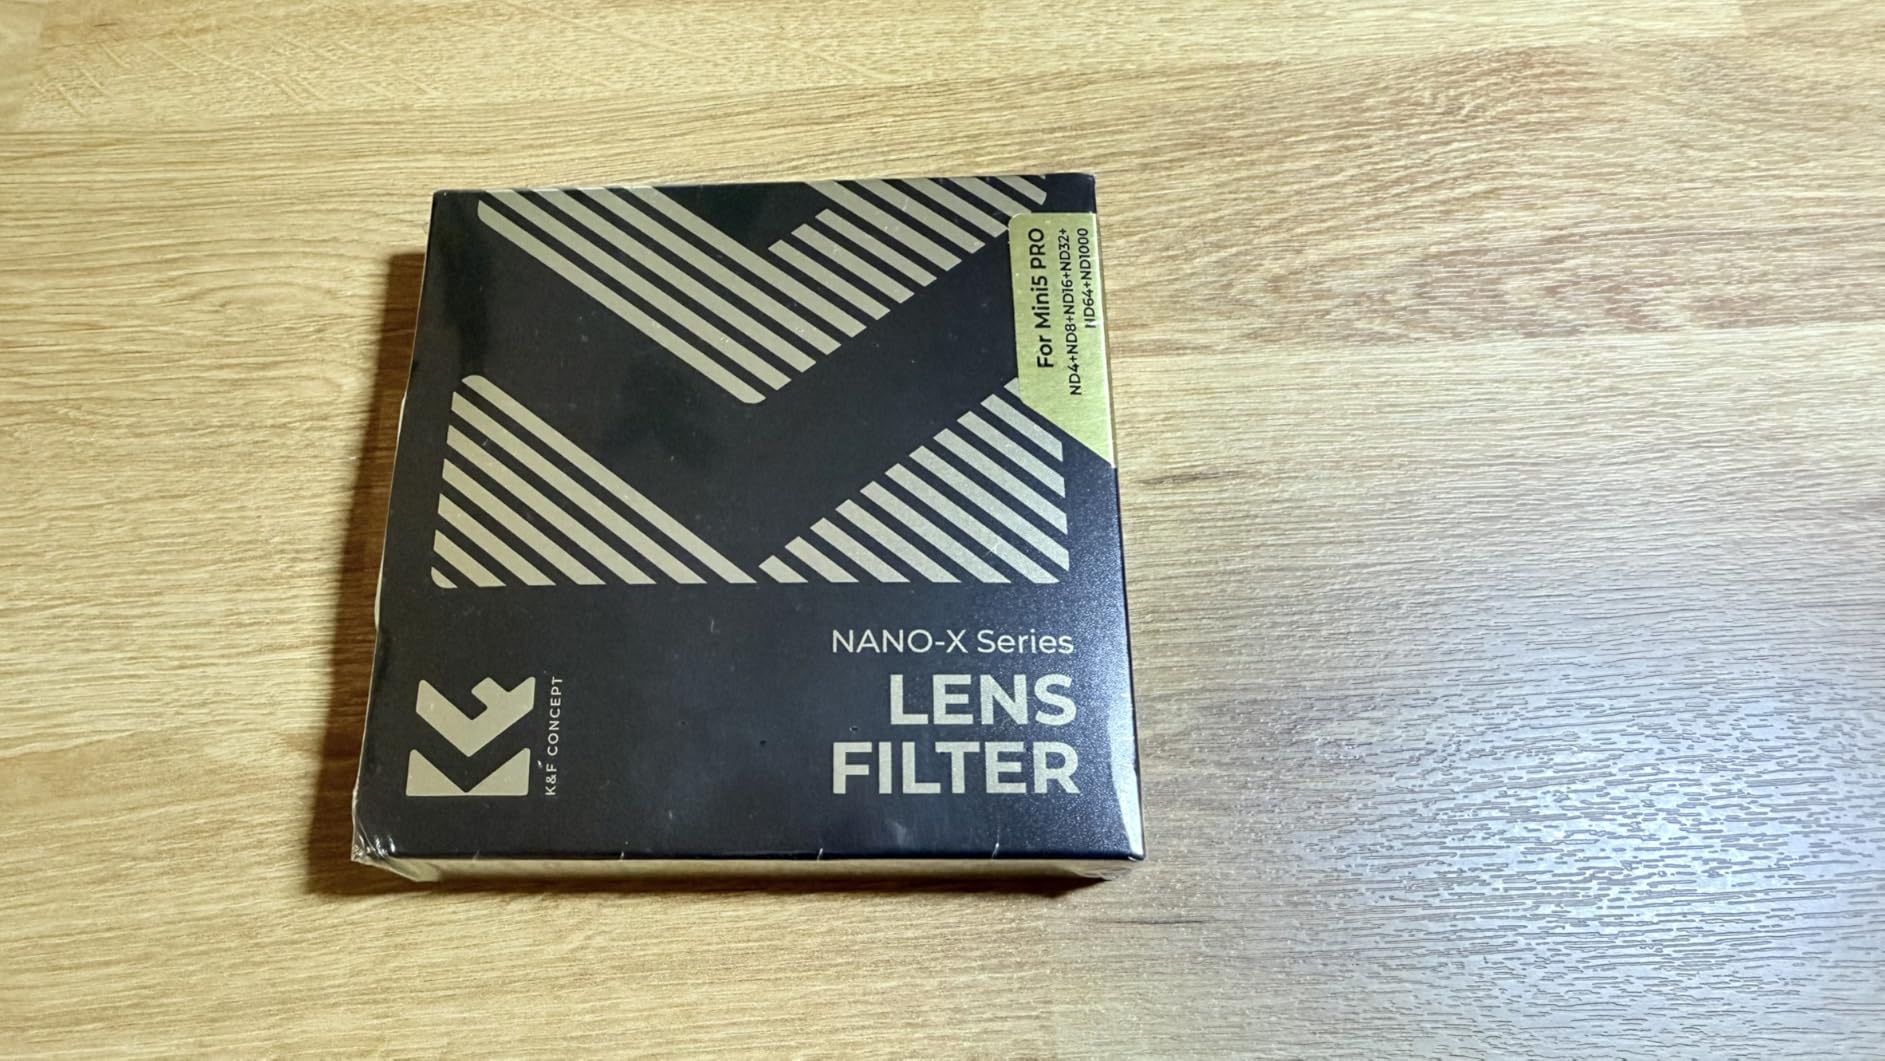 For Mini5 PRO
ND4+ND8+ND16+ND32+
ND64+ND1000
NANO-X Series
LENS
FILTER
K&F CONCEPT